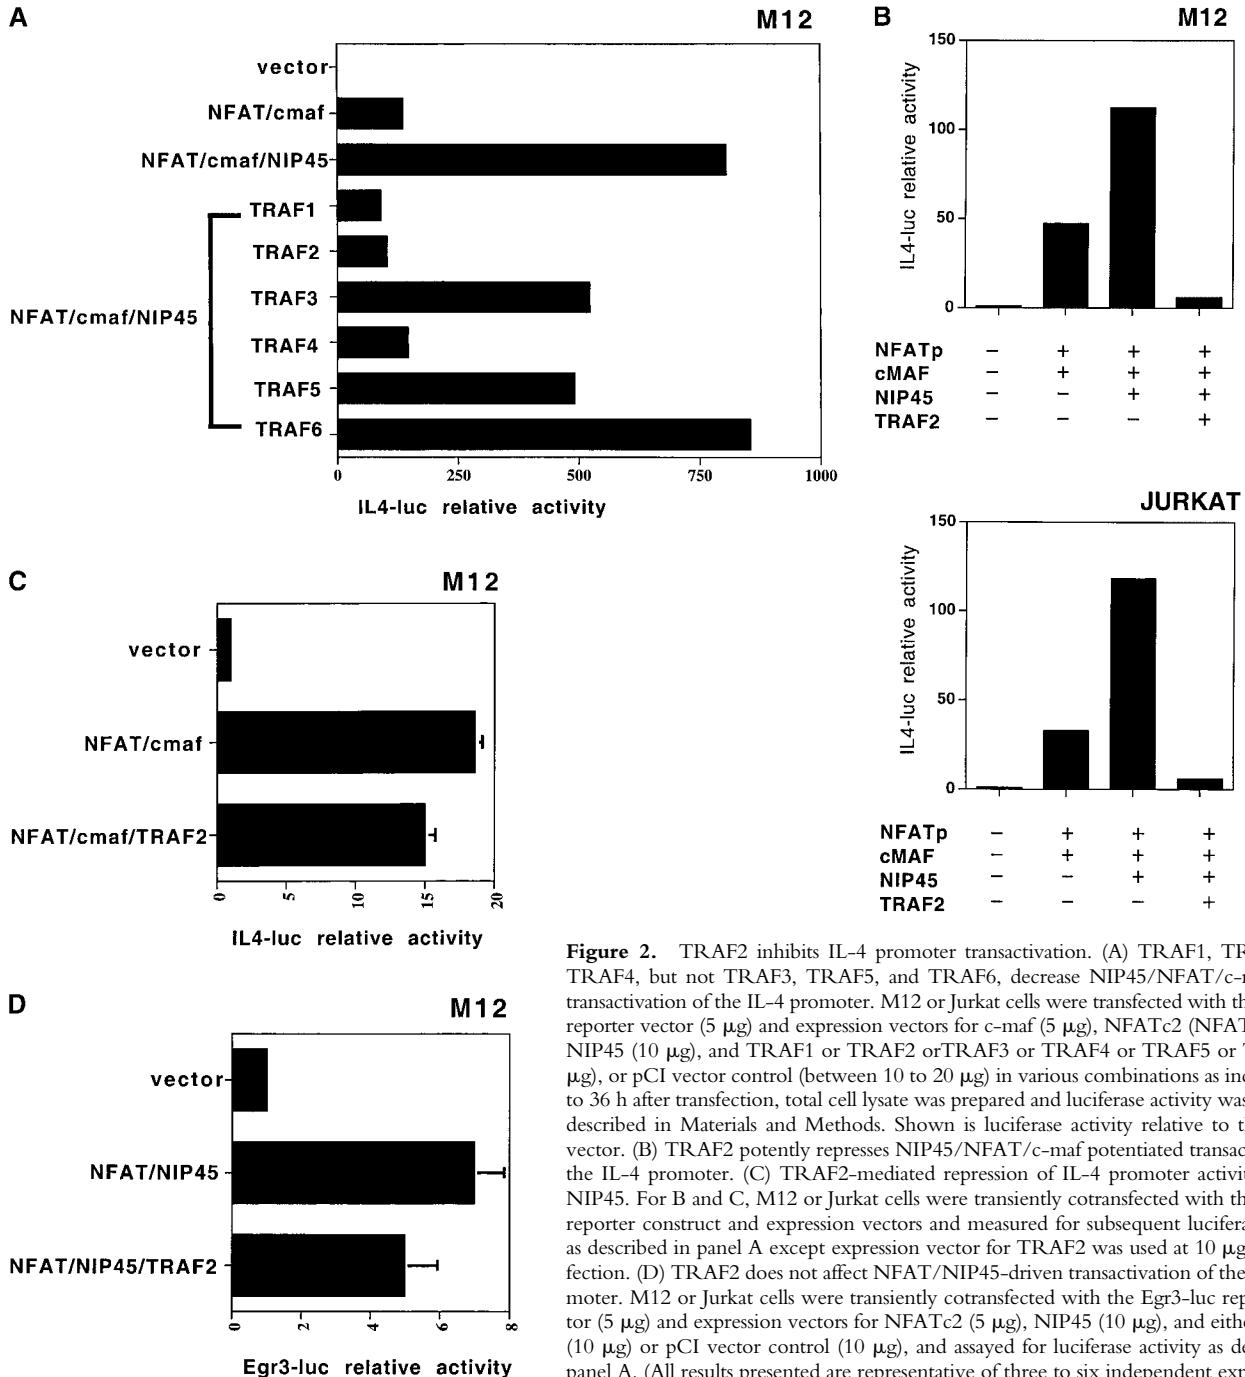 A
M12
vector
NFAT/cmaf
NFAT/cmaf/NIP45
TRAF1
TRAF2
TRAF3
TRAF4
TRAF5
TRAF6
NFAT/cmaf/NIP45
0 250 500 750 1000
IL4-luc relative activity
B
M12
150
100
50
0
IL4-luc relative activity
NFATp − + + +
cMAF − + + +
NIP45 − − + +
TRAF2 − − − +
JURKAT
150
100
50
0
IL4-luc relative activity
NFATp − + + +
cMAF − + + +
NIP45 − − + +
TRAF2 − − − +
C
M12
vector
NFAT/cmaf
NFAT/cmaf/TRAF2
0 5 10 15 20
IL4-luc relative activity
D
M12
vector
NFAT/NIP45
NFAT/NIP45/TRAF2
0 2 4 6 8
Egr3-luc relative activity
Figure 2. TRAF2 inhibits IL-4 promoter transactivation. (A) TRAF1, TR
TRAF4, but not TRAF3, TRAF5, and TRAF6, decrease NIP45/NFAT/c-
transactivation of the IL-4 promoter. M12 or Jurkat cells were transfected with th
reporter vector (5 μg) and expression vectors for c-maf (5 μg), NFATc2 (NFAT
NIP45 (10 μg), and TRAF1 or TRAF2 orTRAF3 or TRAF4 or TRAF5 or
μg), or pCI vector control (between 10 to 20 μg) in various combinations as in
to 36 h after transfection, total cell lysate was prepared and luciferase activity was
described in Materials and Methods. Shown is luciferase activity relative to th
vector. (B) TRAF2 potently represses NIP45/NFAT/c-maf potentiated transac
the IL-4 promoter. (C) TRAF2-mediated repression of IL-4 promoter activit
NIP45. For B and C, M12 or Jurkat cells were transiently cotransfected with th
reporter construct and expression vectors and measured for subsequent lucifera
as described in panel A except expression vector for TRAF2 was used at 10 μg
fection. (D) TRAF2 does not affect NFAT/NIP45-driven transactivation of the
moter. M12 or Jurkat cells were transiently cotransfected with the Egr3-luc rep
tor (5 μg) and expression vectors for NFATc2 (5 μg), NIP45 (10 μg), and eith
(10 μg) or pCI vector control (10 μg), and assayed for luciferase activity as de
panel A. (All results presented are representative of three to six independent exp